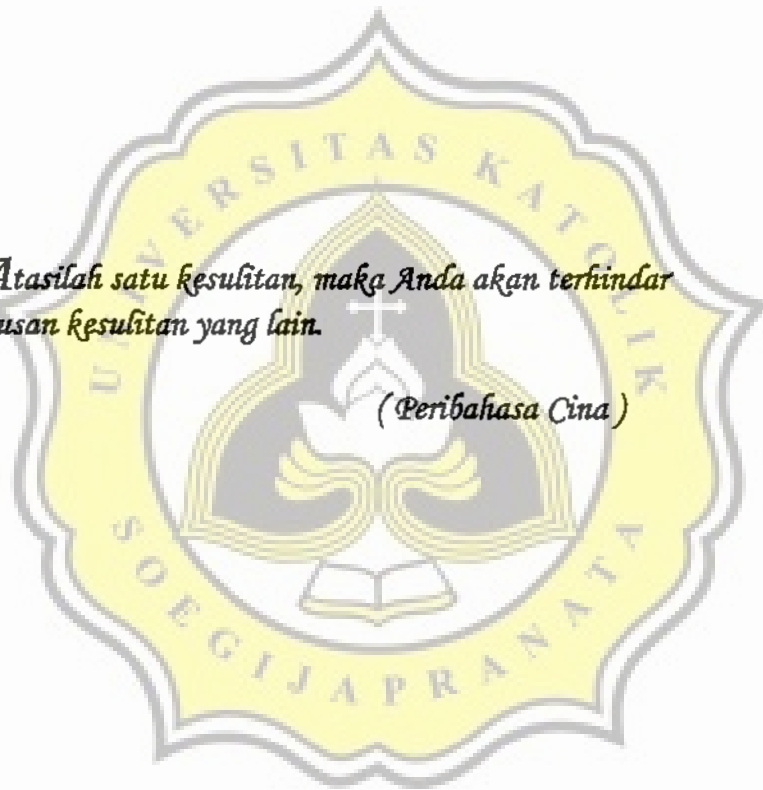 Atasilah satu kesulitan, maka Anda akan terhindar
kesulitan yang lain.
( Peribahasa Cina )
UNIVERSITAS KATOLIK
SOEGIJAPRANATA